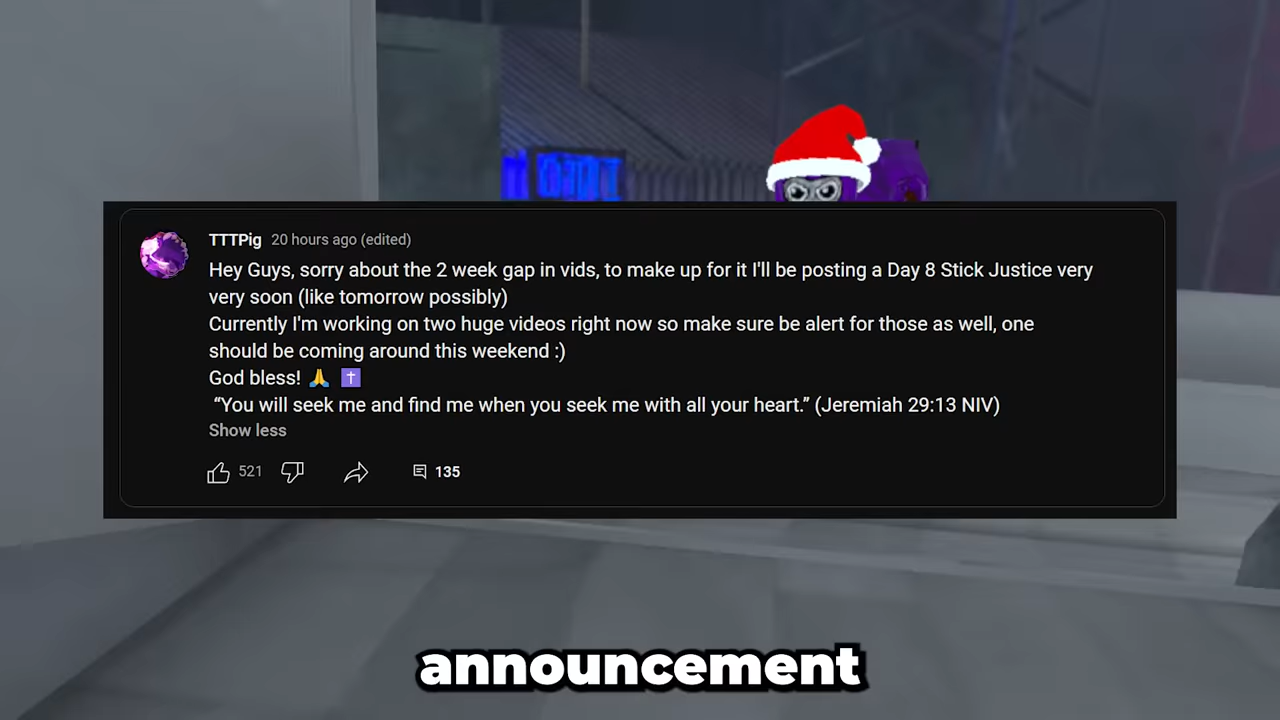 TTTPig 20 hours ago (edited)
Hey Guys, sorry about the 2 week gap in vids, to make up for it I'll be posting a Day 8 Stick Justice very
very soon (like tomorrow possibly)
Currently I'm working on two huge videos right now so make sure be alert for those as well, one
should be coming around this weekend :)
God bless! 🙏 ✝️
“You will seek me and find me when you seek me with all your heart.” (Jeremiah 29:13 NIV)
Show less
521 135
announcement